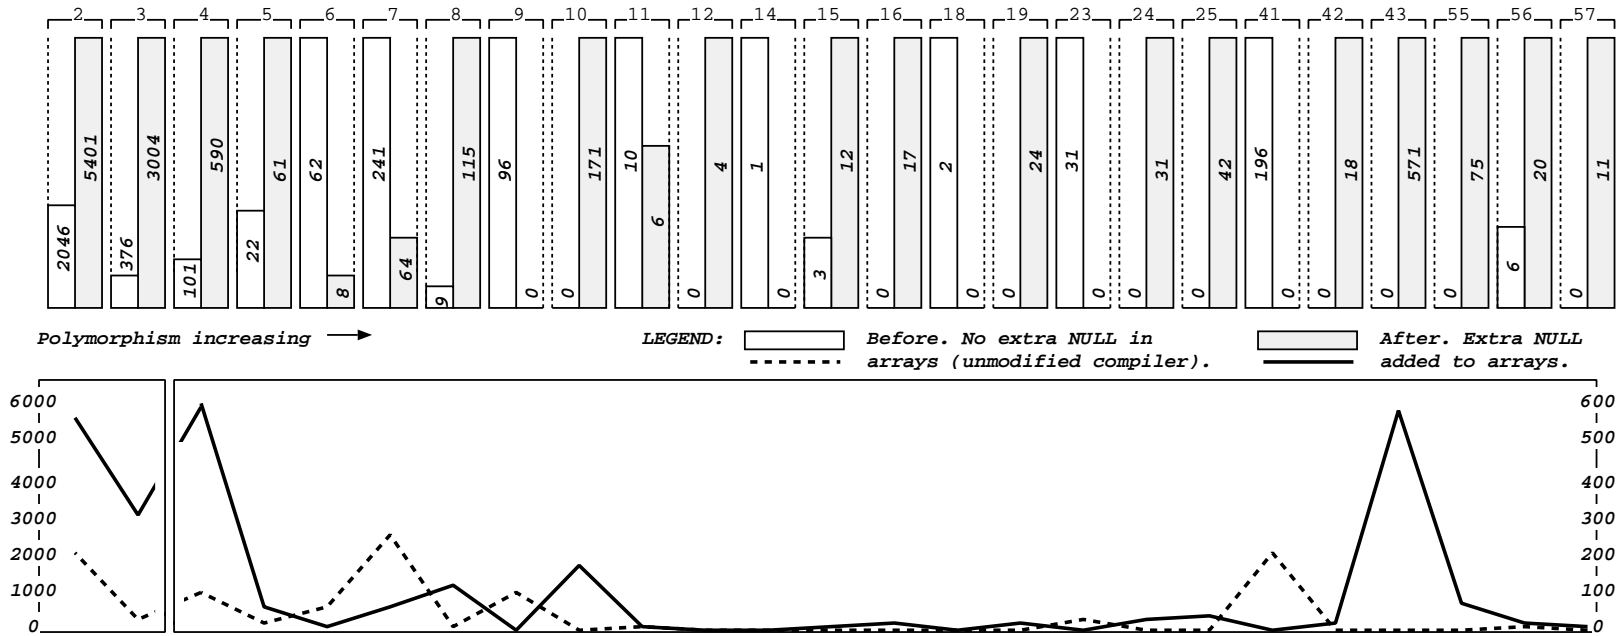 2 3 4 5 6 7 8 9 10 11 12 14 15 16 18 19 23 24 25 41 42 43 55 56 57
2046 5401 376 3004 101 590 22 61 62 8 241 64 9 115 96 0 0 171 10 6 0 4 1 0 3 12 0 17 2 0 0 24 31 0 0 31 0 42 196 0 0 18 0 571 0 75 6 20 0 11
Polymorphism increasing LEGEND: Before. No extra NULL in After. Extra NULL
arrays (unmodified compiler). added to arrays.
6000 600
5000 500
4000 400
3000 300
2000 200
1000 100
0 0